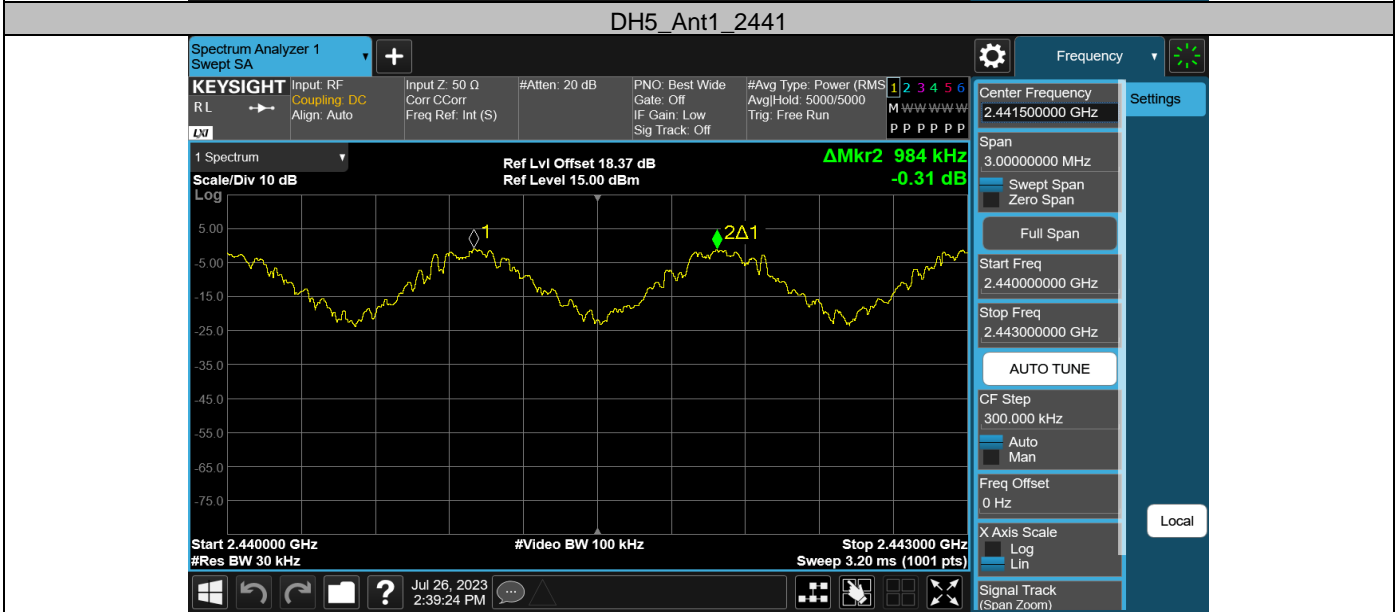 DH5_Ant1_2441
Spectrum Analyzer 1
Swept SA
+
Frequency
KEYSIGHT
RL
LXI
Input: RF
Coupling: DC
Align: Auto
Input Z: 50 Ω
Corr CCorr
Freq Ref: Int (S)
#Atten: 20 dB
PNO: Best Wide
Gate: Off
IF Gain: Low
Sig Track: Off
#Avg Type: Power (RMS
Avg|Hold: 5000/5000
Trig: Free Run
1 2 3 4 5 6
M W W W W W
P P P P P P
Center Frequency
2.441500000 GHz
Settings
Span
3.00000000 MHz
Swept Span
Zero Span
Full Span
Start Freq
2.440000000 GHz
Stop Freq
2.443000000 GHz
AUTO TUNE
CF Step
300.000 kHz
Auto
Man
Freq Offset
0 Hz
X Axis Scale
Log
Lin
Signal Track
(Span Zoom)
Local
1 Spectrum
Scale/Div 10 dB
Log
Ref Lvl Offset 18.37 dB
Ref Level 15.00 dBm
ΔMkr2 984 kHz
-0.31 dB
5.00
-5.00
-15.0
-25.0
-35.0
-45.0
-55.0
-65.0
-75.0
1
2Δ1
Start 2.440000 GHz
#Res BW 30 kHz
#Video BW 100 kHz
Stop 2.443000 GHz
Sweep 3.20 ms (1001 pts)
?
Jul 26, 2023
2:39:24 PM